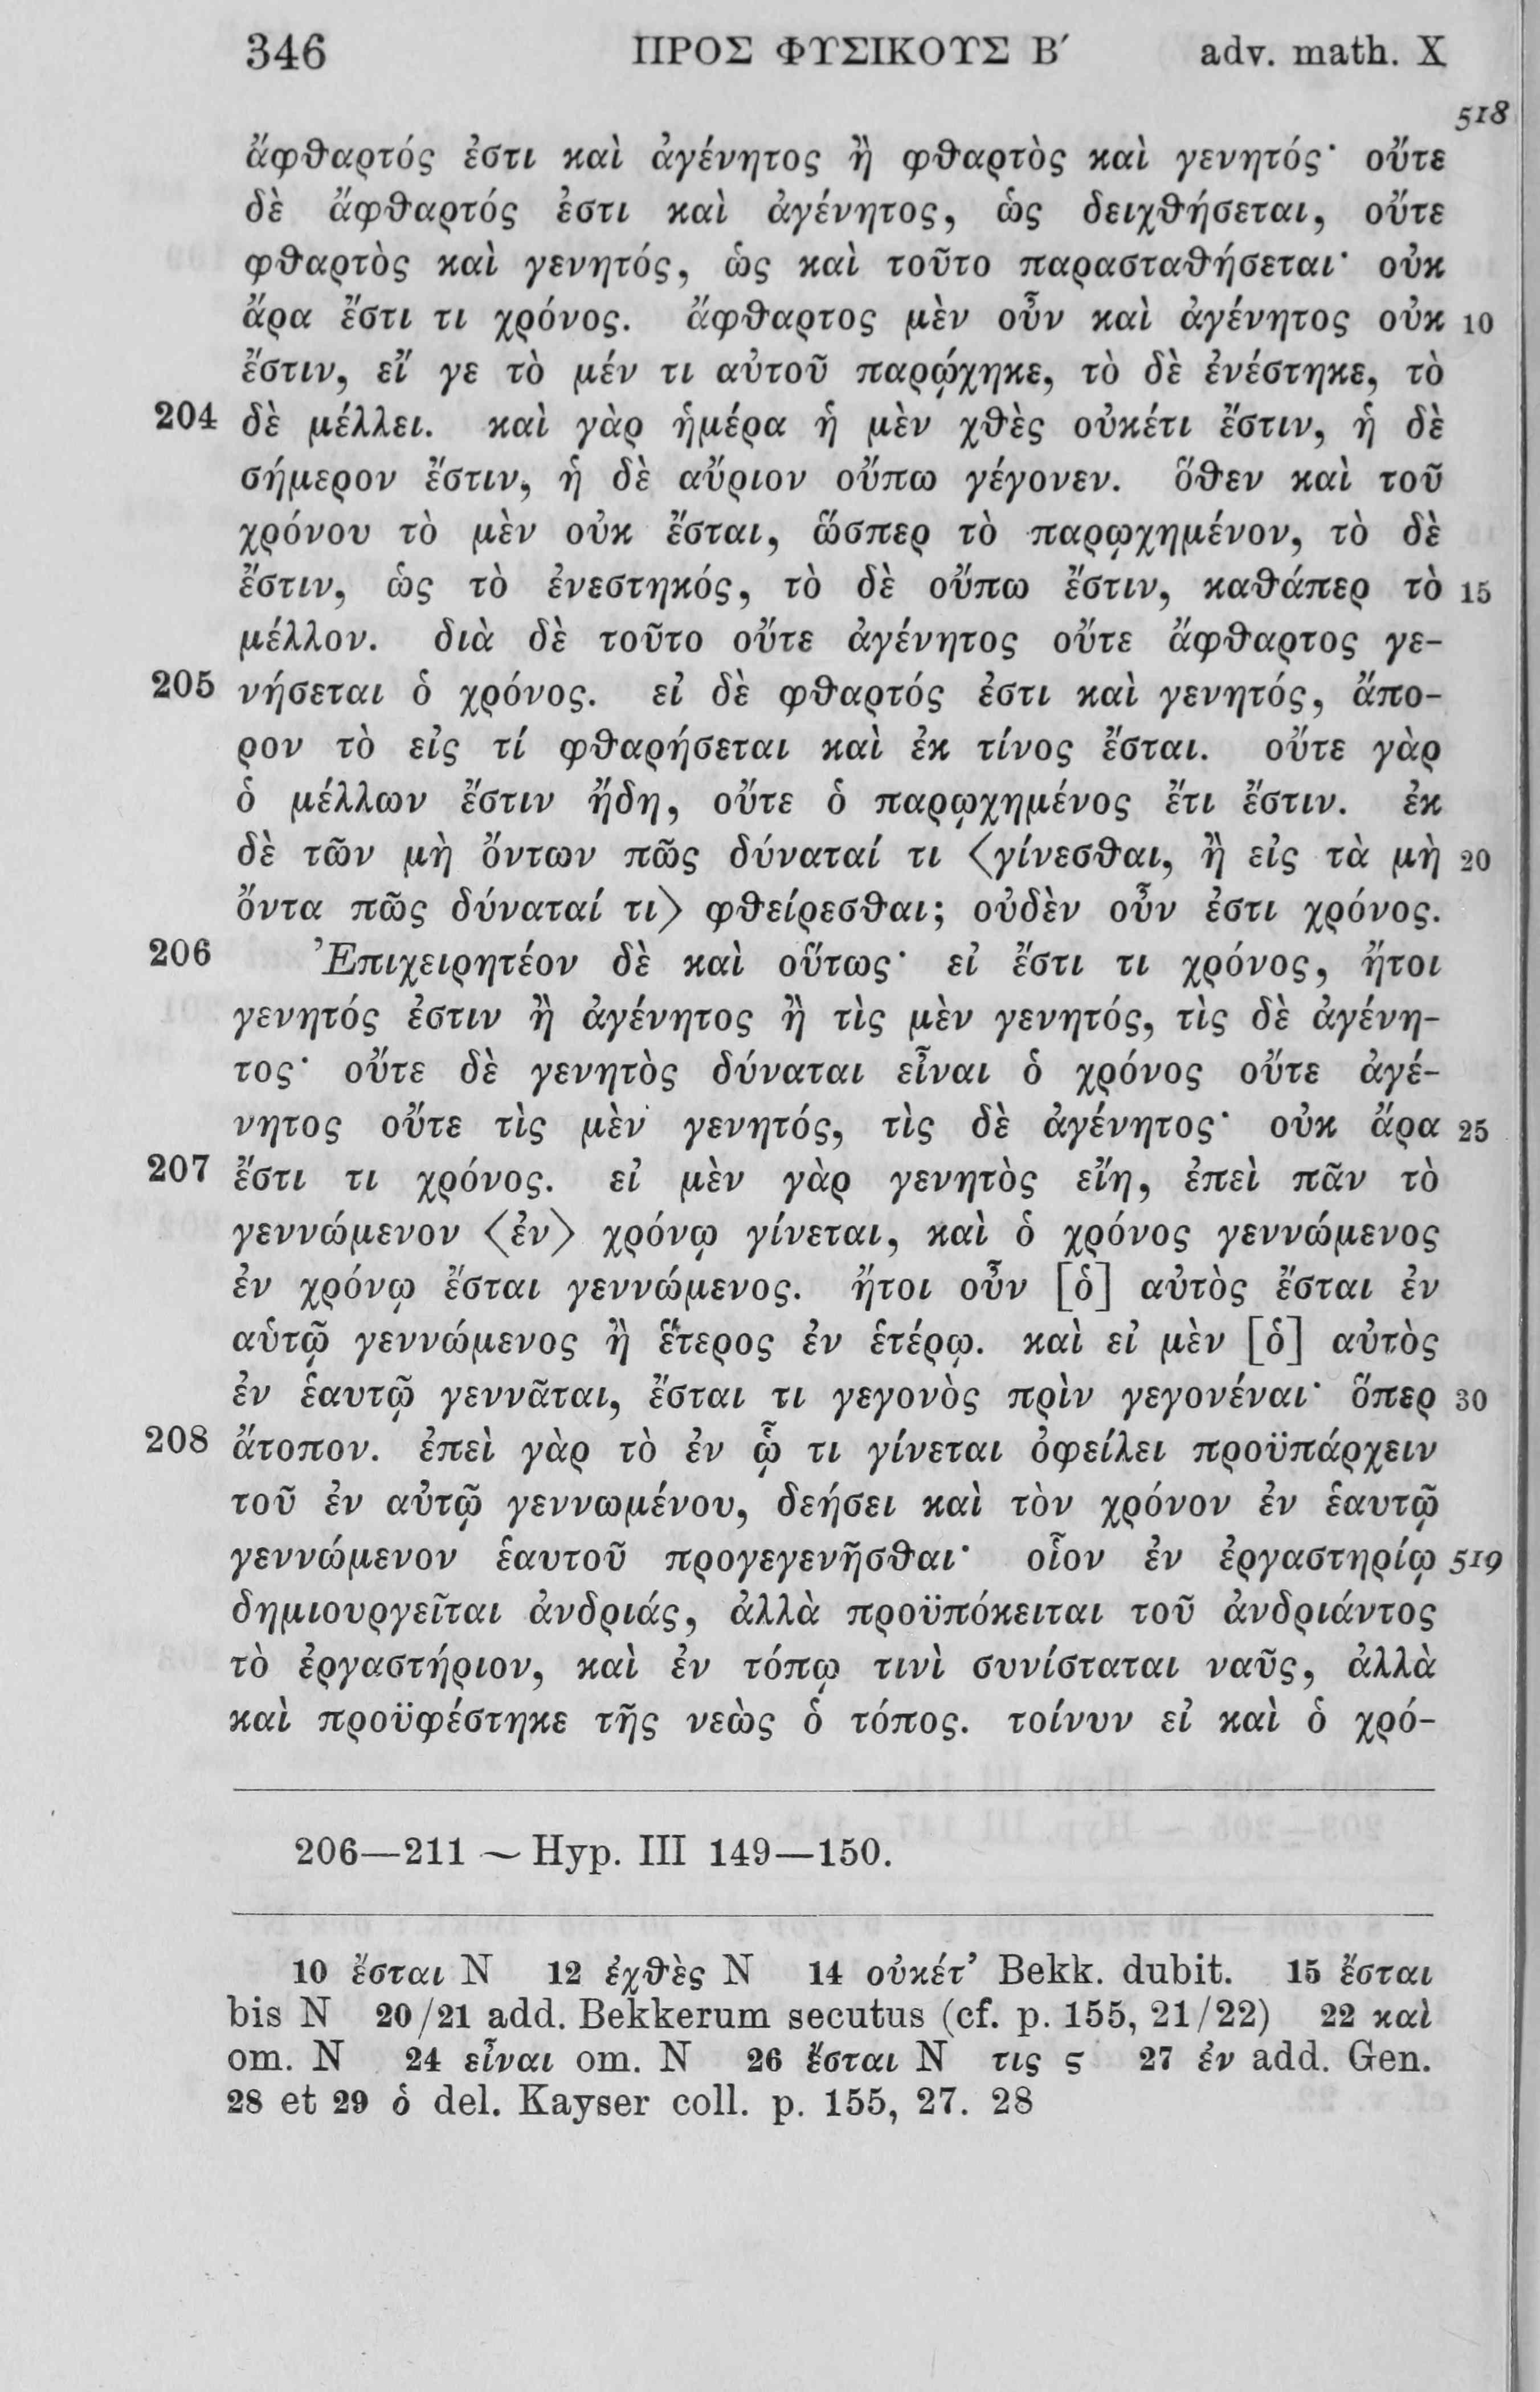 346 ΠΡΟΣ ΦΥΣΙΚΟΥΣ Β′ adv. math. X
518
ἄφθαρτός ἐστι καὶ ἀγένητος ἢ φθαρτὸς καὶ γενητός· οὔτε
δὲ ἄφθαρτός ἐστι καὶ ἀγένητος, ὡς δειχθήσεται, οὔτε
φθαρτὸς καὶ γενητός, ὡς καὶ τοῦτο παρασταθήσεται· οὐκ
ἄρα ἔστι τι χρόνος. ἄφθαρτος μὲν οὖν καὶ ἀγένητος οὐκ 10
ἔστιν, εἴ γε τὸ μέν τι αὐτοῦ παρῴχηκε, τὸ δὲ ἐνέστηκε, τὸ
204 δὲ μέλλει. καὶ γὰρ ἡμέρα ἡ μὲν χθὲς οὐκέτι ἔστιν, ἡ δὲ
σήμερον ἔστιν, ἡ δὲ αὔριον οὔπω γέγονεν. ὅθεν καὶ τοῦ
χρόνου τὸ μὲν οὐκ ἔσται, ὥσπερ τὸ παρῳχημένον, τὸ δὲ
ἔστιν, ὡς τὸ ἐνεστηκός, τὸ δὲ οὔπω ἔστιν, καθάπερ τὸ 15
μέλλον. διὰ δὲ τοῦτο οὔτε ἀγένητος οὔτε ἄφθαρτος γε-
205 νήσεται ὁ χρόνος. εἰ δὲ φθαρτός ἐστι καὶ γενητός, ἄπο-
ρον τὸ εἰς τί φθαρήσεται καὶ ἐκ τίνος ἔσται. οὔτε γὰρ
ὁ μέλλων ἔστιν ἤδη, οὔτε ὁ παρῳχημένος ἔτι ἔστιν. ἐκ
δὲ τῶν μὴ ὄντων πῶς δύναταί τι ⟨γίνεσθαι, ἢ εἰς τὰ μὴ 20
ὄντα πῶς δύναταί τι⟩ φθείρεσθαι; οὐδὲν οὖν ἐστι χρόνος.
206 Ἐπιχειρητέον δὲ καὶ οὕτως· εἰ ἔστι τι χρόνος, ἤτοι
γενητός ἐστιν ἢ ἀγένητος ἢ τὶς μὲν γενητός, τὶς δὲ ἀγένη-
τος· οὔτε δὲ γενητὸς δύναται εἶναι ὁ χρόνος οὔτε ἀγέ-
νητος οὔτε τὶς μὲν γενητός, τὶς δὲ ἀγένητος· οὐκ ἄρα 25
207 ἔστι τι χρόνος. εἰ μὲν γὰρ γενητὸς εἴη, ἐπεὶ πᾶν τὸ
γεννώμενον ⟨ἐν⟩ χρόνῳ γίνεται, καὶ ὁ χρόνος γεννώμενος
ἐν χρόνῳ ἔσται γεννώμενος. ἤτοι οὖν [ὁ] αὐτὸς ἔσται ἐν
αὑτῷ γεννώμενος ἢ ἕτερος ἐν ἑτέρῳ. καὶ εἰ μὲν [ὁ] αὐτὸς
ἐν ἑαυτῷ γεννᾶται, ἔσται τι γεγονὸς πρὶν γεγονέναι· ὅπερ 30
208 ἄτοπον. ἐπεὶ γὰρ τὸ ἐν ᾧ τι γίνεται ὀφείλει προϋπάρχειν
τοῦ ἐν αὐτῷ γεννωμένου, δεήσει καὶ τὸν χρόνον ἐν ἑαυτῷ
γεννώμενον ἑαυτοῦ προγεγενῆσθαι· οἷον ἐν ἐργαστηρίῳ 519
δημιουργεῖται ἀνδριάς, ἀλλὰ προϋπόκειται τοῦ ἀνδριάντος
τὸ ἐργαστήριον, καὶ ἐν τόπῳ τινὶ συνίσταται ναῦς, ἀλλὰ
καὶ προϋφέστηκε τῆς νεὼς ὁ τόπος. τοίνυν εἰ καὶ ὁ χρό-
206—211 ~ Hyp. III 149—150.
10 ἔσται N 12 ἐχθὲς N 14 οὐκέτ’ Bekk. dubit. 15 ἔσται
bis N 20/21 add. Bekkerum secutus (cf. p. 155, 21/22) 22 καὶ
om. N 24 εἶναι om. N 26 ἔσται N τις ς 27 ἐν add. Gen.
28 et 29 ὁ del. Kayser coll. p. 155, 27. 28